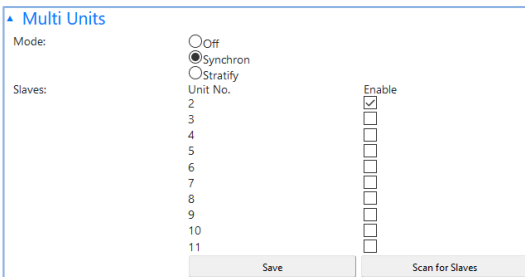 Multi Units
Mode: Off
Synchron
Stratify
Slaves: Unit No. Enable
2
3
4
5
6
7
8
9
10
11
Save Scan for Slaves